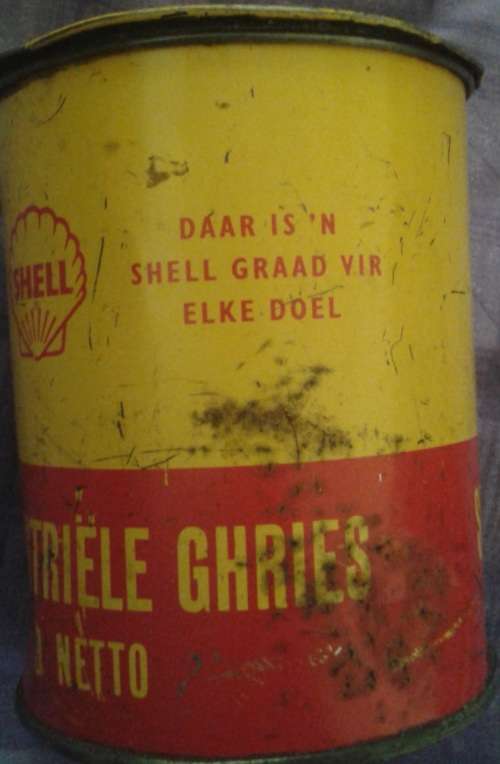 SHELL
DAAR IS 'N
SHELL GRAAD VIR
ELKE DOEL
TRIËLE GHRIES
NETTO